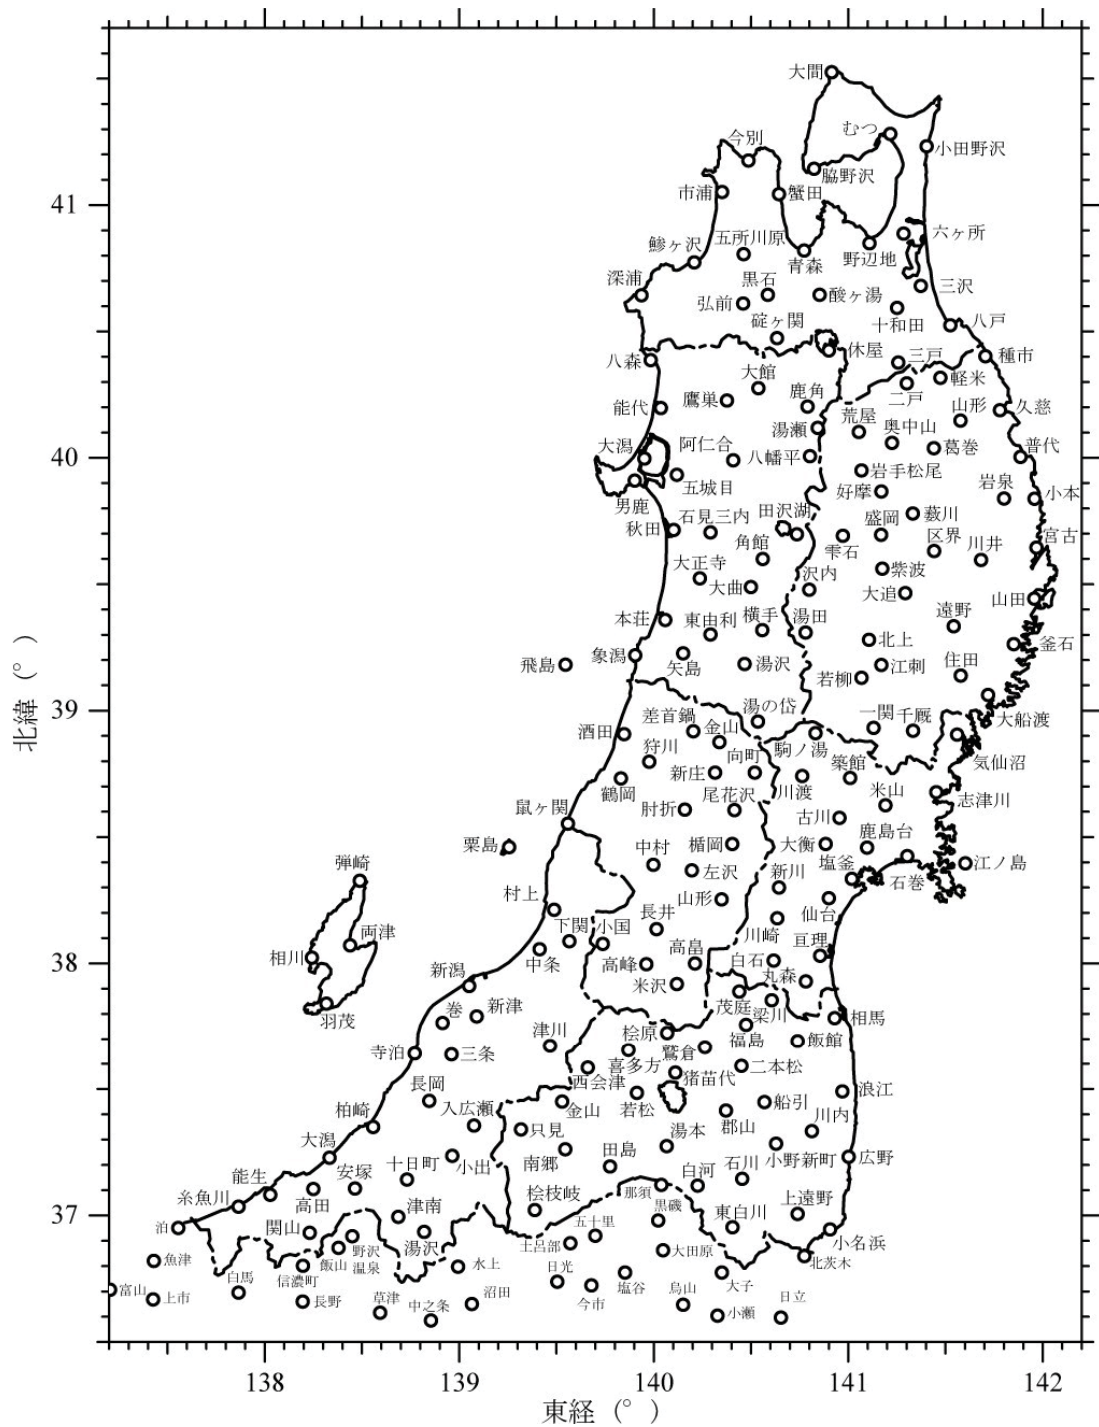 大間
むつ
小田野沢
今別
脇野沢
市浦
蟹田
41
五所川原
六ヶ所
鰺ヶ沢
青森
野辺地
深浦
黒石
酸ヶ湯
三沢
弘前
碇ヶ関
十和田
八戸
八森
休屋
三戸
種市
大館
軽米
鷹巣
鹿角
二戸
山形
久慈
能代
湯瀬
荒屋
奥中山
葛巻
普代
大潟
阿仁合
40
八幡平
岩手松尾
五城目
好摩
岩泉
小本
男鹿
秋田
石見三内
田沢湖
盛岡
薮川
角館
雫石
区界
川井
宮古
大正寺
大曲
沢内
紫波
大追
山田
本荘
東由利
横手
湯田
遠野
北上
釜石
象潟
飛島
矢島
湯沢
若柳
江刺
住田
39
湯の岱
大船渡
差首鍋
金山
一関
千厩
酒田
狩川
向町
駒ノ湯
気仙沼
新庄
築館
鶴岡
尾花沢
川渡
米山
志津川
鼠ヶ関
肘折
古川
鹿島台
栗島
中村
楯岡
大衡
塩釜
石巻
江ノ島
弾崎
左沢
新川
村上
山形
仙台
両津
下関
小国
長井
川崎
亘理
相川
38
中条
高峰
高畠
白石
新潟
米沢
丸森
羽茂
巻
新津
茂庭
梁川
相馬
津川
桧原
福島
飯館
寺泊
三条
喜多方
鷲倉
二本松
長岡
西会津
猪苗代
浪江
柏崎
入広瀬
金山
若松
船引
川内
大潟
只見
湯本
郡山
能生
安塚
十日町
小出
南郷
田島
石川
小野新町
広野
糸魚川
高田
津南
桧枝岐
那須
白河
上遠野
37
泊
関山
湯沢
五十里
黒磯
東白川
小名浜
魚津
飯山
野沢
温泉
水上
土呂部
大田原
北茨木
富山
白馬
信濃町
日光
塩谷
大子
上市
長野
草津
中之条
沼田
今市
烏山
小瀬
日立
138
139
140
141
142
東経（°）
北緯（°）